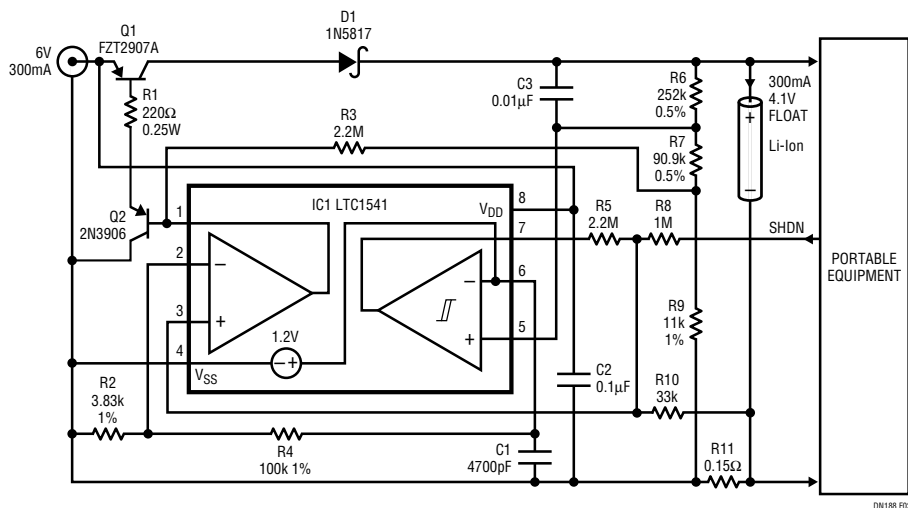 Q1
FZT2907A
D1
1N5817
6V
300mA
R1
220Ω
0.25W
R3
2.2M
C3
0.01µF
R6
252k
0.5%
R7
90.9k
0.5%
300mA
4.1V
FLOAT
Li-Ion
+
−
Q2
2N3906
1
IC1 LTC1541
8
VDD
7
R5
2.2M
R8
1M
SHDN
PORTABLE
EQUIPMENT
2
−
3
+
4
VSS
1.2V
− +
−
6
+
5
R9
11k
1%
C2
0.1µF
R10
33k
R2
3.83k
1%
R4
100k 1%
C1
4700pF
R11
0.15Ω